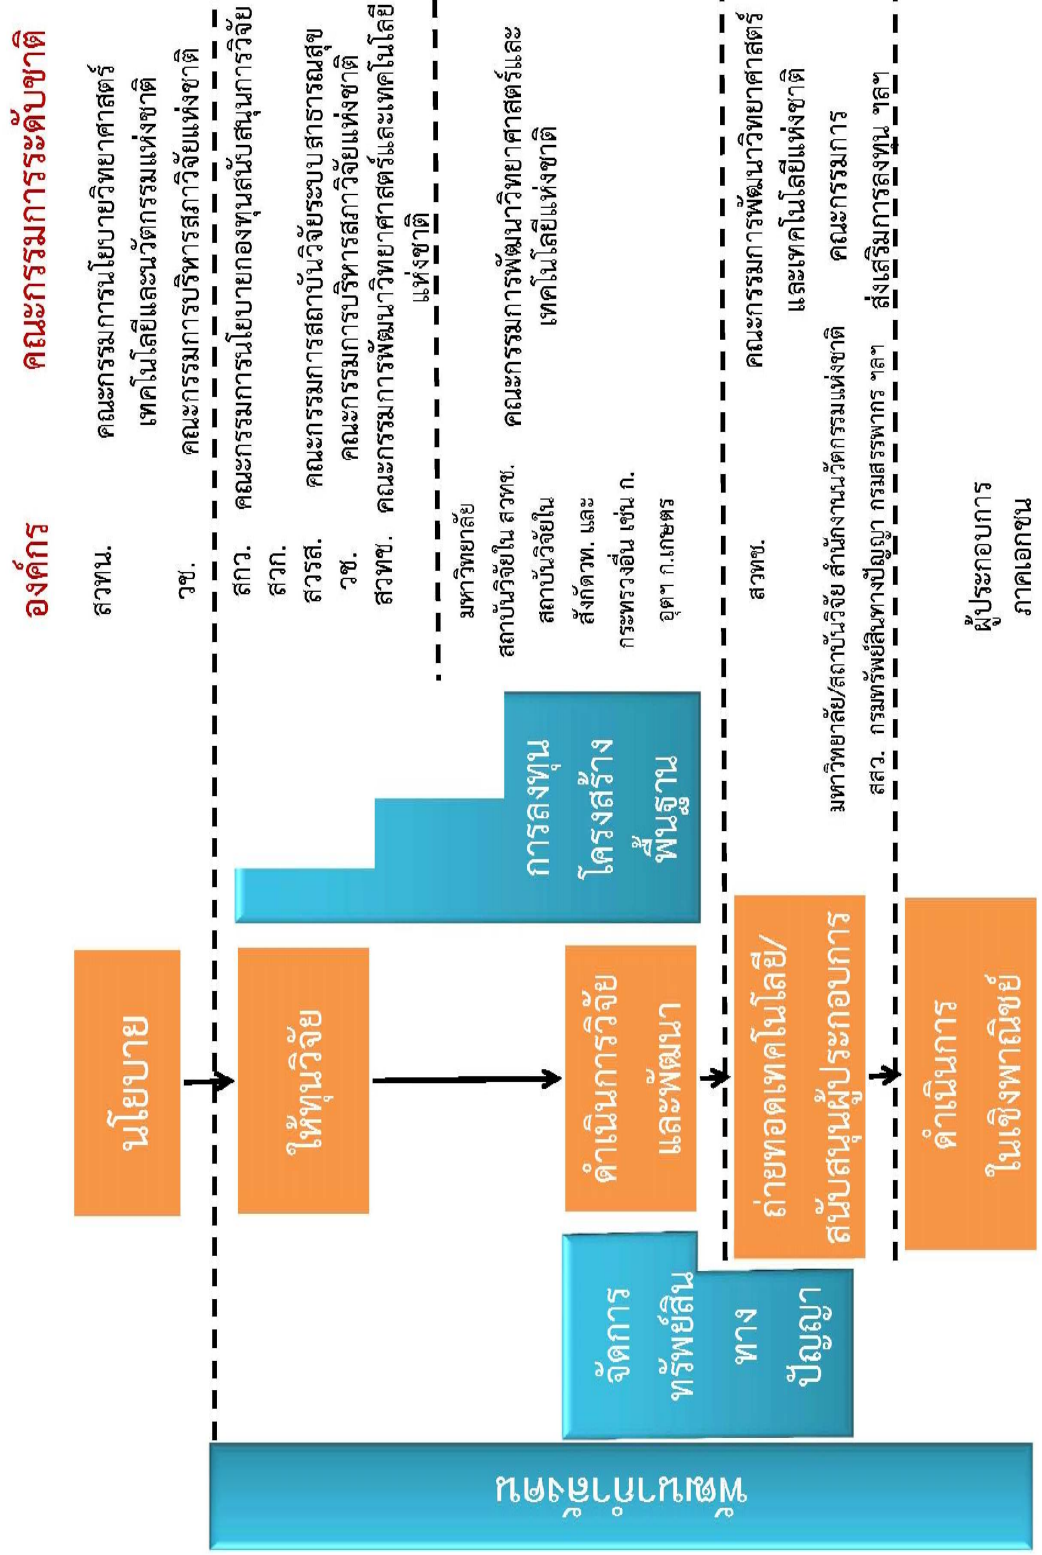 องค์กร
คณะกรรมการระดับชาติ
นโยบาย
สวทน.
คณะกรรมการนโยบายวิทยาศาสตร์
เทคโนโลยีและนวัตกรรมแห่งชาติ
วช.
คณะกรรมการบริหารสภาวิจัยแห่งชาติ
ให้ทุนวิจัย
สกว.
คณะกรรมการนโยบายกองทุนสนับสนุนการวิจัย
สวก.
สวรส.
คณะกรรมการสถาบันวิจัยระบบสาธารณสุข
วช.
คณะกรรมการบริหารสภาวิจัยแห่งชาติ
สวทช.
คณะกรรมการพัฒนาวิทยาศาสตร์และเทคโนโลยี
แห่งชาติ
การลงทุน
โครงสร้าง
พื้นฐาน
ดำเนินการวิจัย
และพัฒนา
มหาวิทยาลัย
สถาบันวิจัยใน สวทช.
สถาบันวิจัยใน
สังกัดวท. และ
กระทรวงอื่น เช่น ก.
อุตฯ ก.เกษตร
คณะกรรมการพัฒนาวิทยาศาสตร์และ
เทคโนโลยีแห่งชาติ
จัดการ
ทรัพย์สิน
ทาง
ปัญญา
ถ่ายทอดเทคโนโลยี/
สนับสนุนผู้ประกอบการ
สวทช.
คณะกรรมการพัฒนาวิทยาศาสตร์
และเทคโนโลยีแห่งชาติ
มหาวิทยาลัย/สถาบันวิจัย สำนักงานนวัตกรรมแห่งชาติ
คณะกรรมการ
สสว. กรมทรัพย์สินทางปัญญา กรมสรรพากร ฯลฯ
ส่งเสริมการลงทุน ฯลฯ
ดำเนินการ
ในเชิงพาณิชย์
ผู้ประกอบการ
ภาคเอกชน
พัฒนากำลังคน